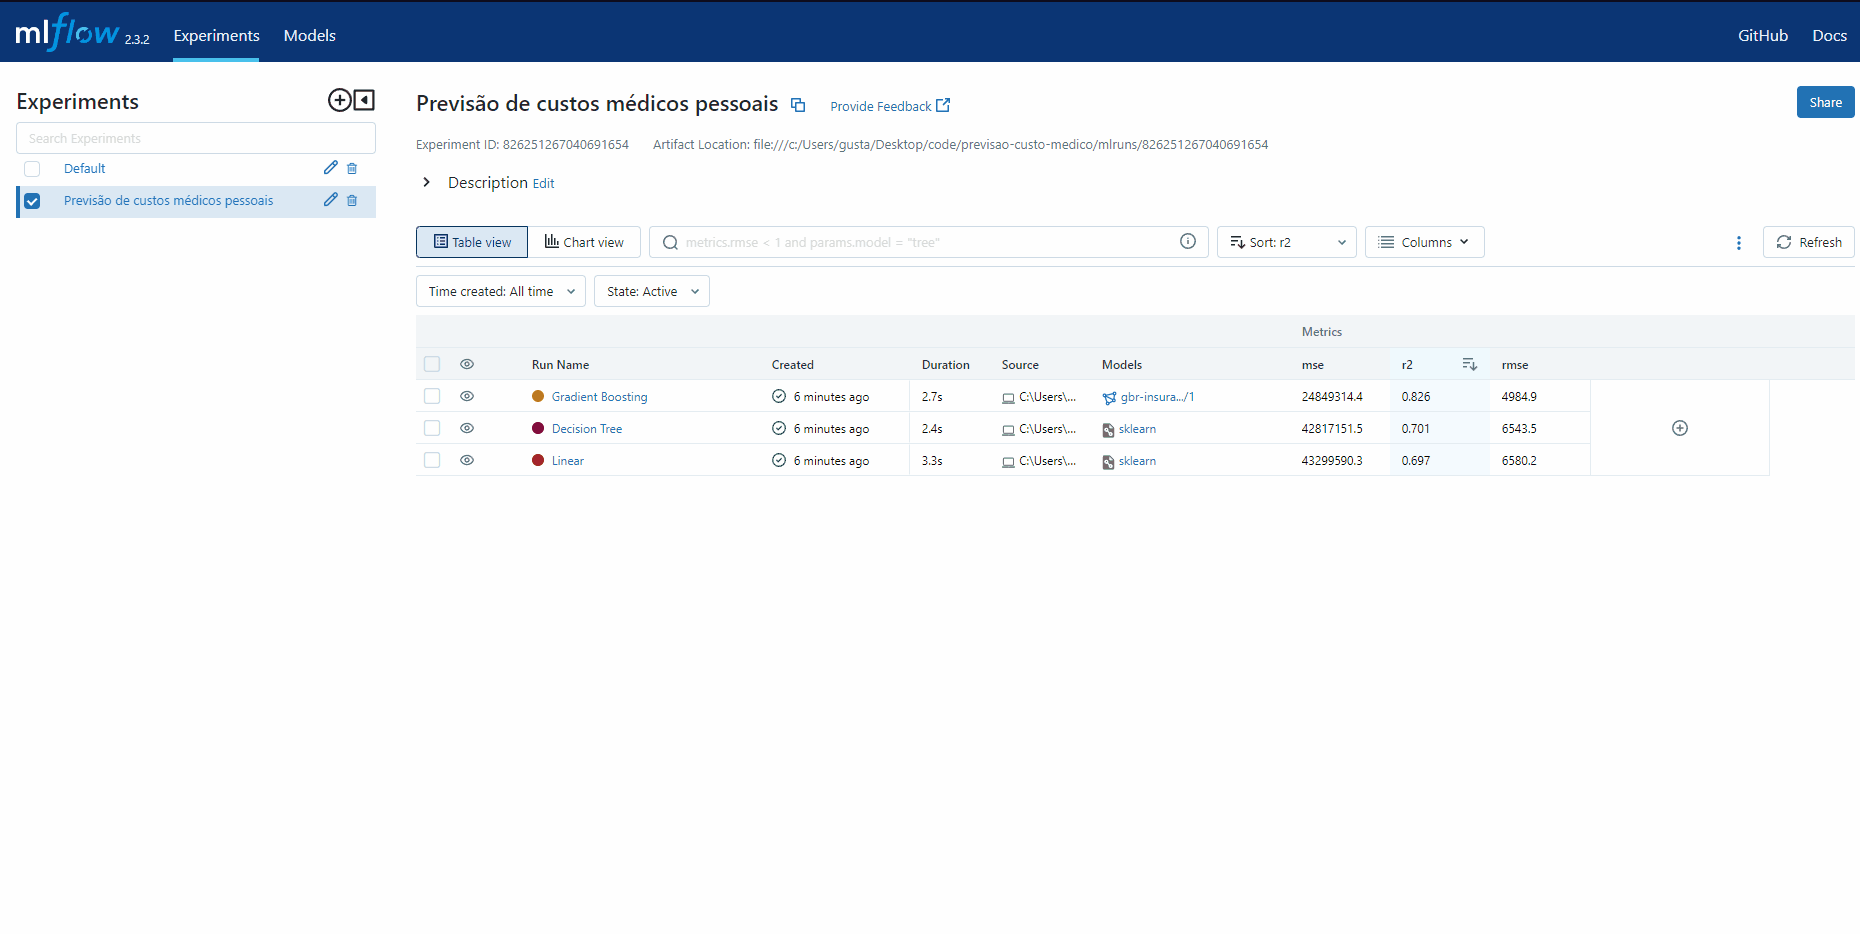 mlflow 2.3.2 Experiments Models GitHub Docs
Experiments
Search Experiments
Default
Previsão de custos médicos pessoais
Previsão de custos médicos pessoais Provide Feedback Share
Experiment ID: 826251267040691654 Artifact Location: file:///c:/Users/gusta/Desktop/code/previsao-custo-medico/mlruns/826251267040691654
Description Edit
Table view Chart view metrics.rmse < 1 and params.model = "tree" Sort: r2 Columns Refresh
Time created: All time State: Active
Metrics
Run Name Created Duration Source Models mse r2 rmse
Gradient Boosting 6 minutes ago 2.7s C:\Users\... gbr-insura.../1 24849314.4 0.826 4984.9
Decision Tree 6 minutes ago 2.4s C:\Users\... sklearn 42817151.5 0.701 6543.5
Linear 6 minutes ago 3.3s C:\Users\... sklearn 43299590.3 0.697 6580.2